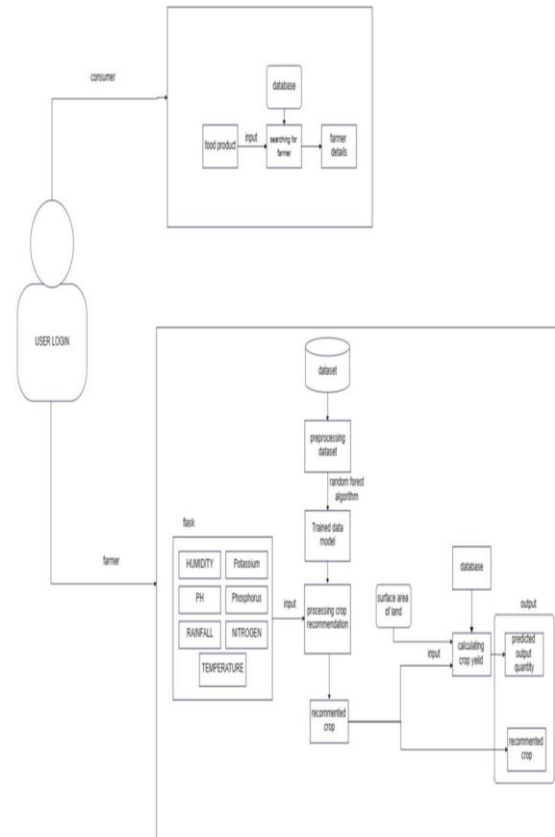 consumer
database
food product
input
searching for
farmer
farmer
details
USER LOGIN
farmer
dataset
preprocessing
dataset
random forest
algorithm
Trained data
model
flask
HUMIDITY
Potassium
PH
Phosphorus
RAINFALL
NITROGEN
TEMPERATURE
input
processing crop
recommendation
recommented
crop
surface area
of land
database
input
calculating
crop yeild
output
predicted
output
quantity
recommented
crop